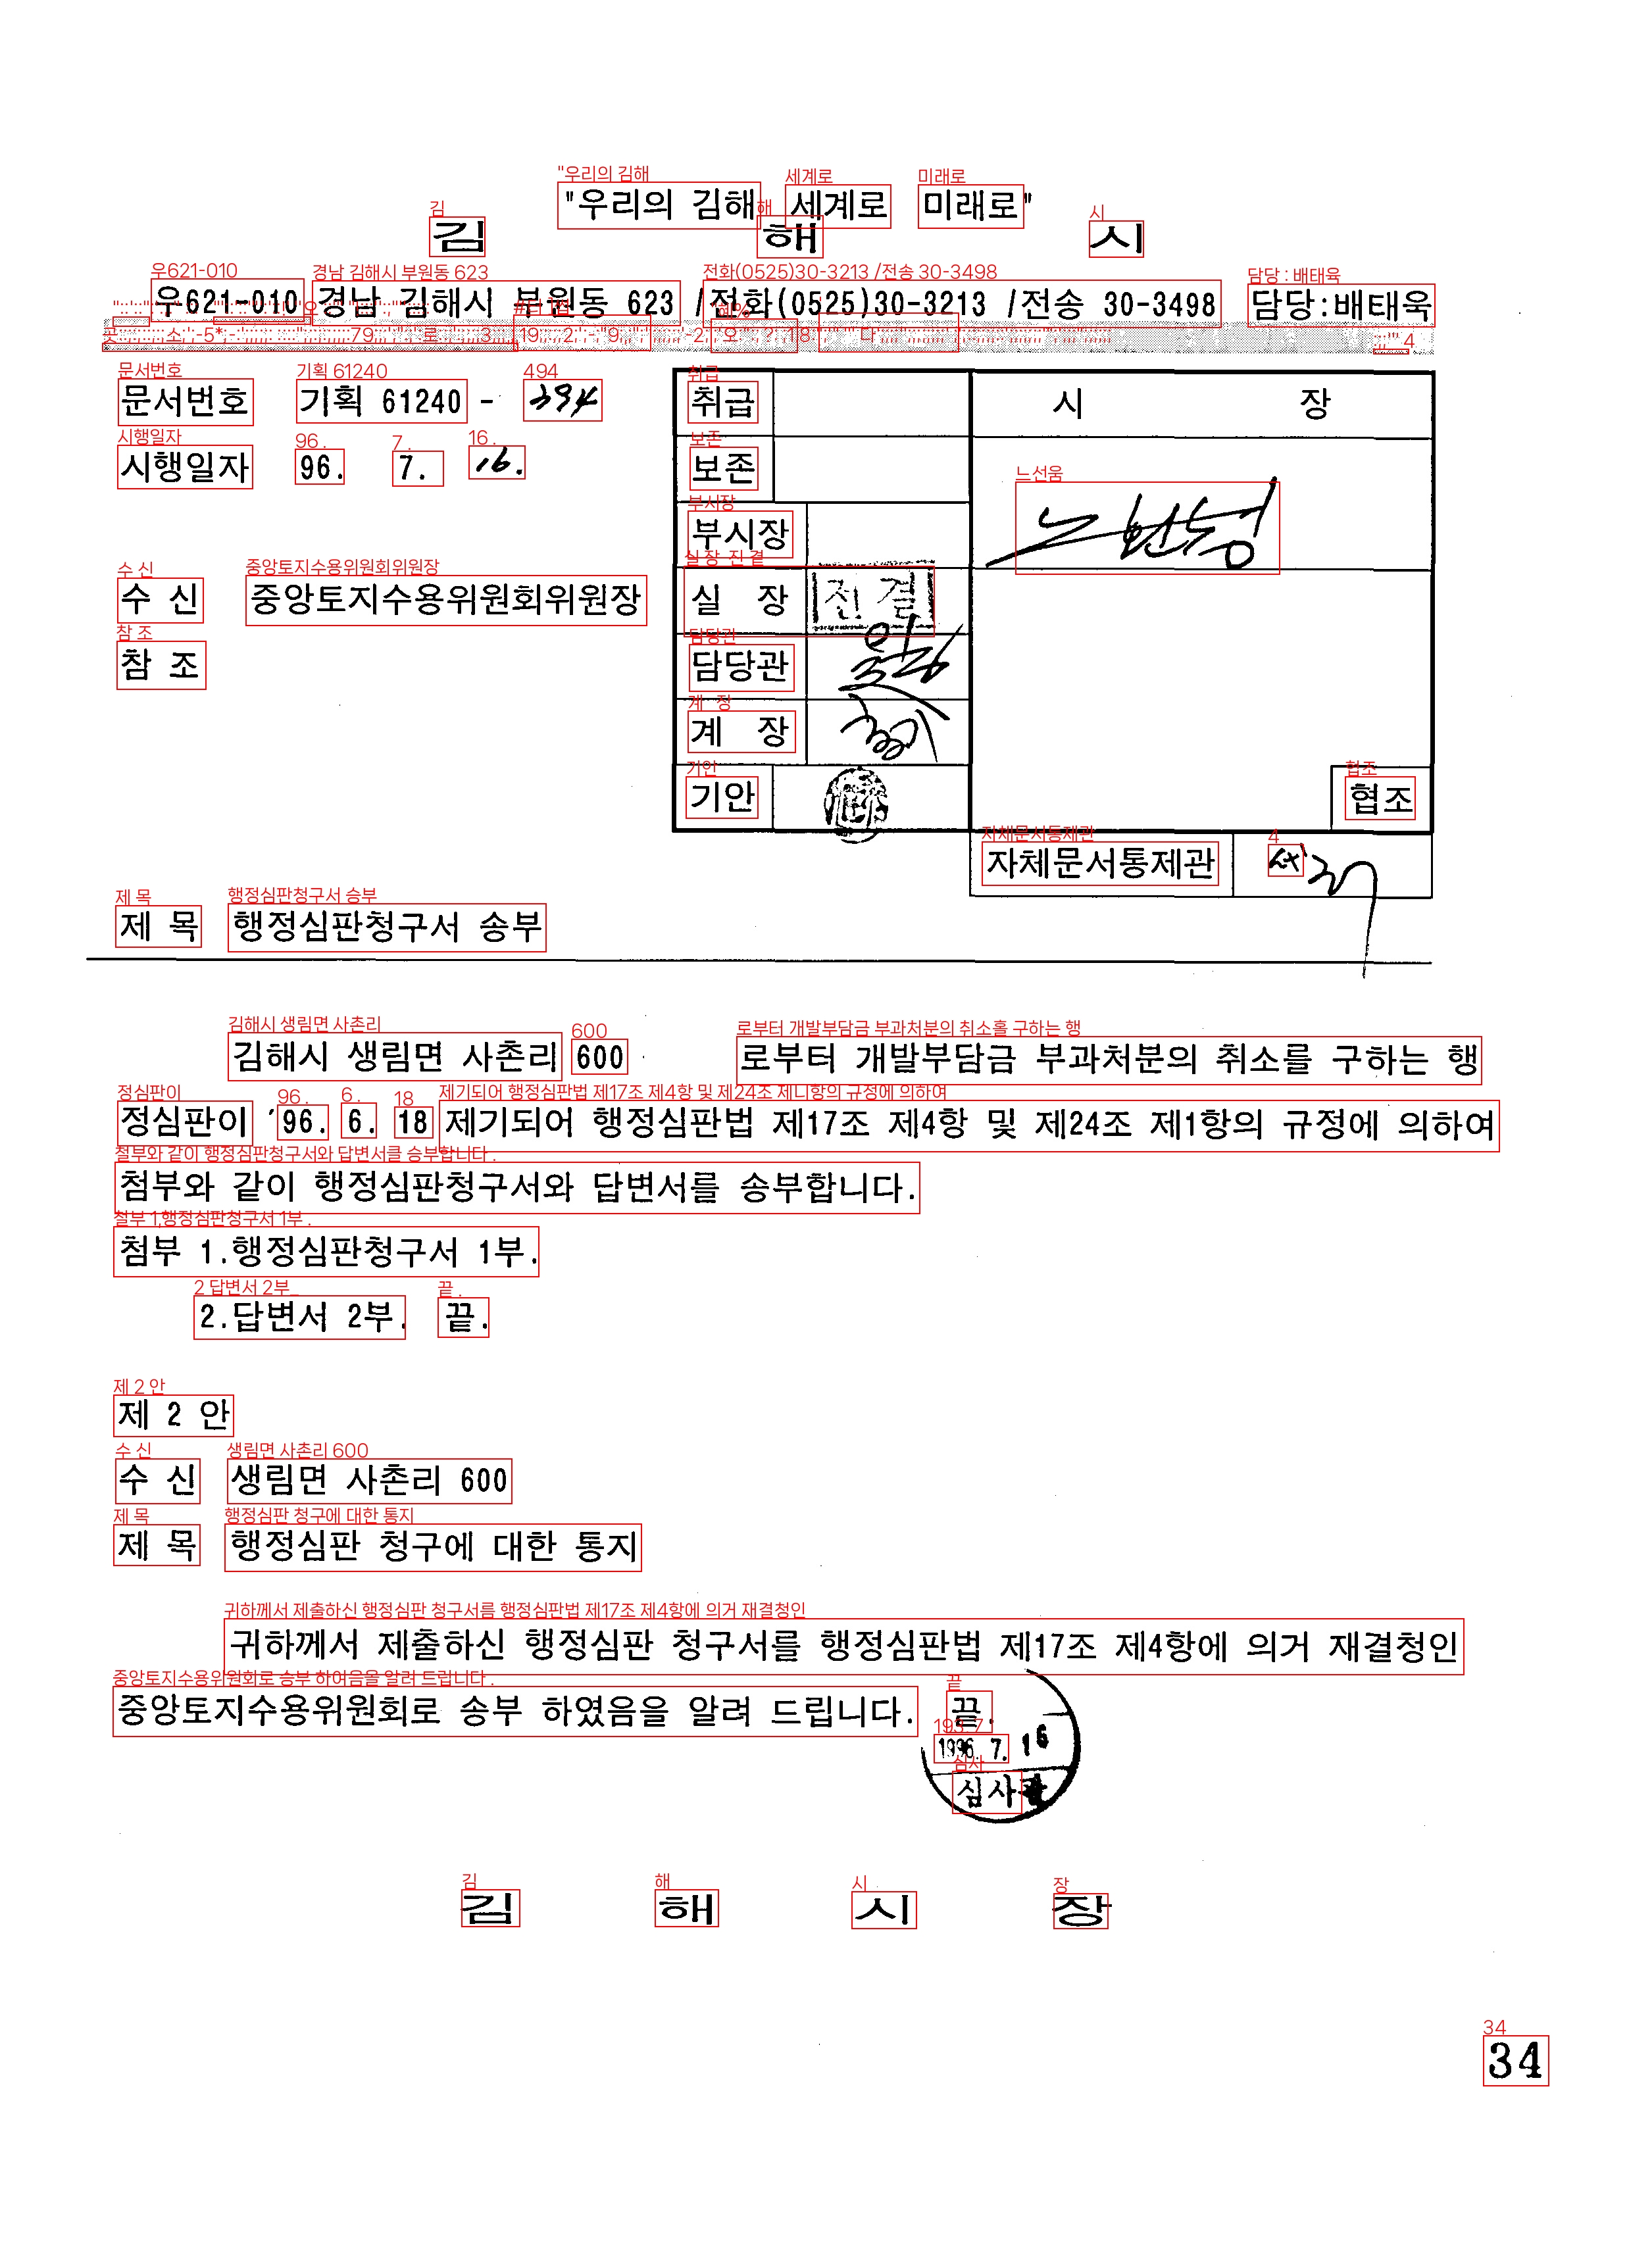 "우리의 김해 세계로 미래로"
김 해 시
우621-010 경남 김해시 부원동 623 /전화(0525)30-3213 /전송 30-3498 담당:배태욱
문서번호 기획 61240 -
시행일자 96. 7. 16.
수 신 중앙토지수용위원회위원장
참 조
취급
보존
부시장
실 장 전결
담당관
계 장
기안
시 장
협조
자체문서통제관
제 목 행정심판청구서 송부
김해시 생림면 사촌리 600 로부터 개발부담금 부과처분의 취소를 구하는 행
정심판이 '96. 6. 18 제기되어 행정심판법 제17조 제4항 및 제24조 제1항의 규정에 의하여
첨부와 같이 행정심판청구서와 답변서를 송부합니다.
첨부 1.행정심판청구서 1부.
2.답변서 2부. 끝.
제 2 안
수 신 생림면 사촌리 600
제 목 행정심판 청구에 대한 통지
귀하께서 제출하신 행정심판 청구서를 행정심판법 제17조 제4항에 의거 재결청인
중앙토지수용위원회로 송부 하였음을 알려 드립니다. 끝.
1996. 7. 16
심사
김 해 시 장
34